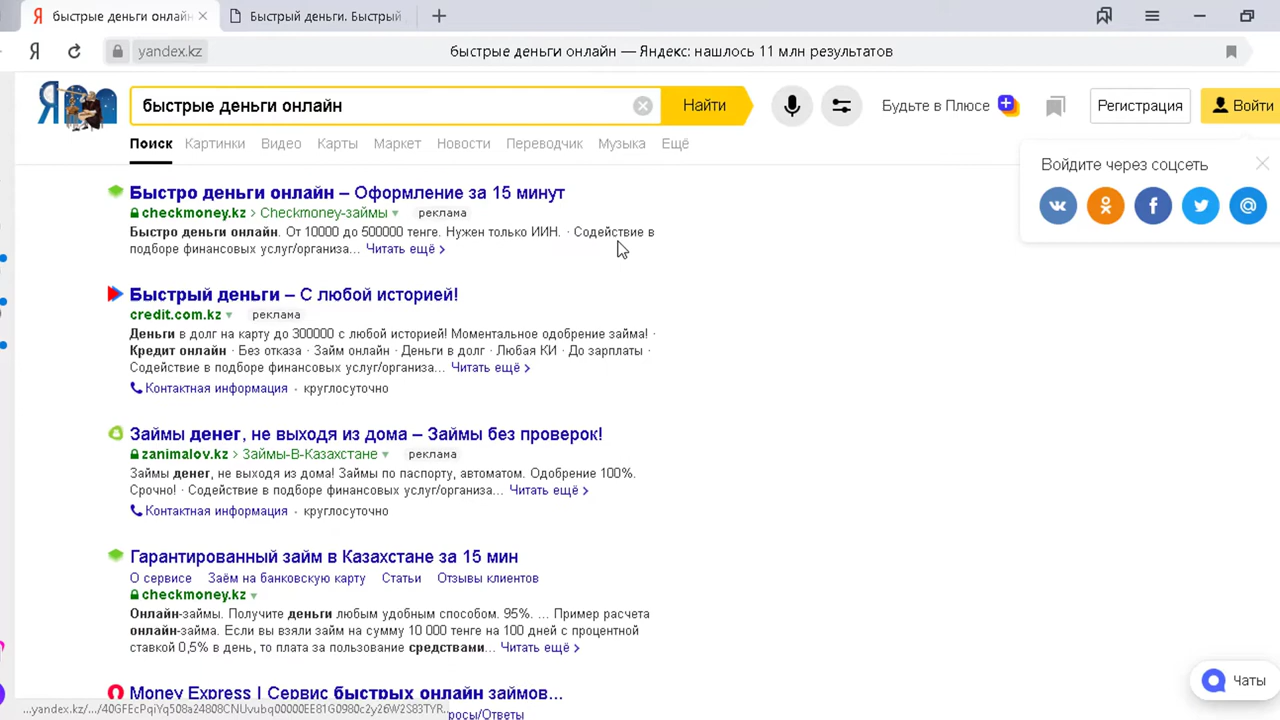 быстрые деньги онлайн
Быстрый деньги. Быстрый
yandex.kz
быстрые деньги онлайн — Яндекс: нашлось 11 млн результатов
быстрые деньги онлайн
Найти
Будьте в Плюсе
Регистрация
Войти
Поиск Картинки Видео Карты Маркет Новости Переводчик Музыка Ещё
Войдите через соцсеть
Быстро деньги онлайн – Оформление за 15 минут
checkmoney.kz > Checkmoney-займы реклама
Быстро деньги онлайн. От 10000 до 500000 тенге. Нужен только ИИН. · Содействие в
подборе финансовых услуг/организа... Читать ещё >
Быстрый деньги – С любой историей!
credit.com.kz реклама
Деньги в долг на карту до 300000 с любой историей! Моментальное одобрение займа! ·
Кредит онлайн · Без отказа · Займ онлайн · Деньги в долг · Любая КИ · До зарплаты ·
Содействие в подборе финансовых услуг/организа... Читать ещё >
Контактная информация · круглосуточно
Займы денег, не выходя из дома – Займы без проверок!
zanimalov.kz > Займы-В-Казахстане реклама
Займы денег, не выходя из дома! Займы по паспорту, автоматом. Одобрение 100%.
Срочно! · Содействие в подборе финансовых услуг/организа... Читать ещё >
Контактная информация · круглосуточно
Гарантированный займ в Казахстане за 15 мин
О сервисе Заём на банковскую карту Статьи Отзывы клиентов
checkmoney.kz
Онлайн-займы. Получите деньги любым удобным способом. 95%. ... Пример расчета
онлайн-займа. Если вы взяли займ на сумму 10 000 тенге на 100 дней с процентной
ставкой 0,5% в день, то плата за пользование средствами... Читать ещё >
Чаты
Money Express | Сервис быстрых онлайн займов...